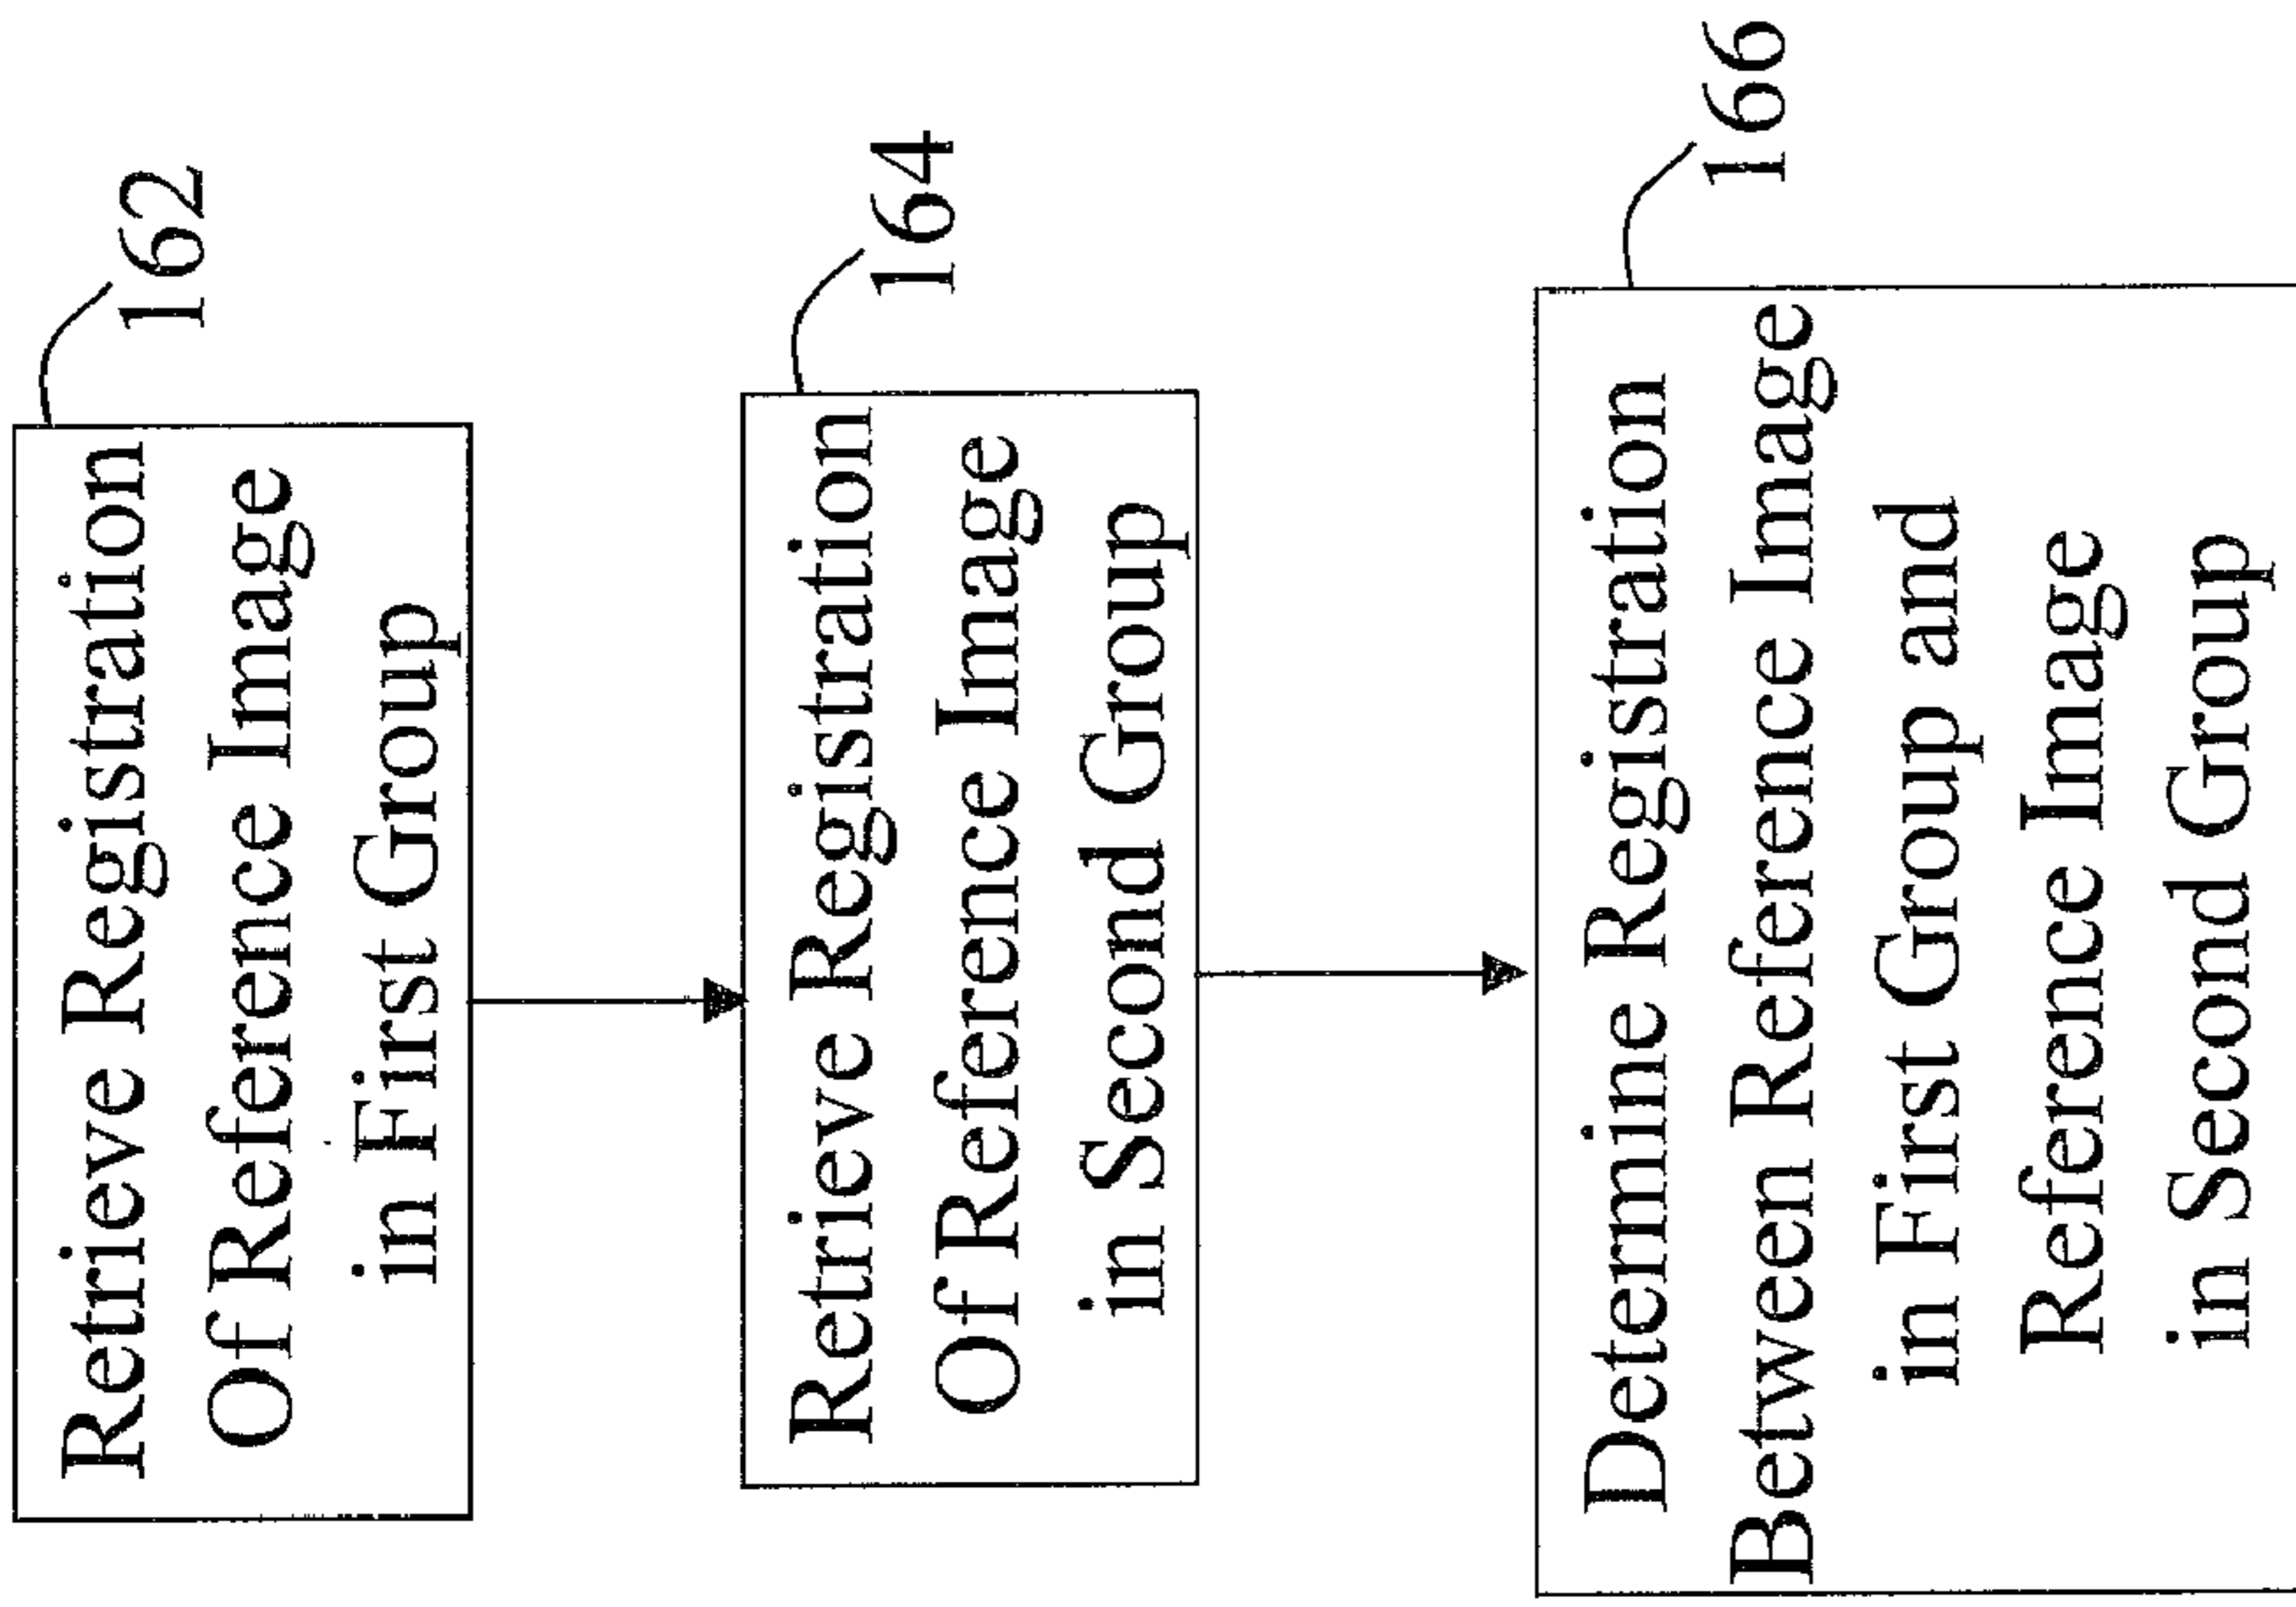 Retrieve Registration
Of Reference Image
in First Group
162
Retrieve Registration
Of Reference Image
in Second Group
164
Determine Registration
Between Reference Image
in First Group and
Reference Image
in Second Group
166